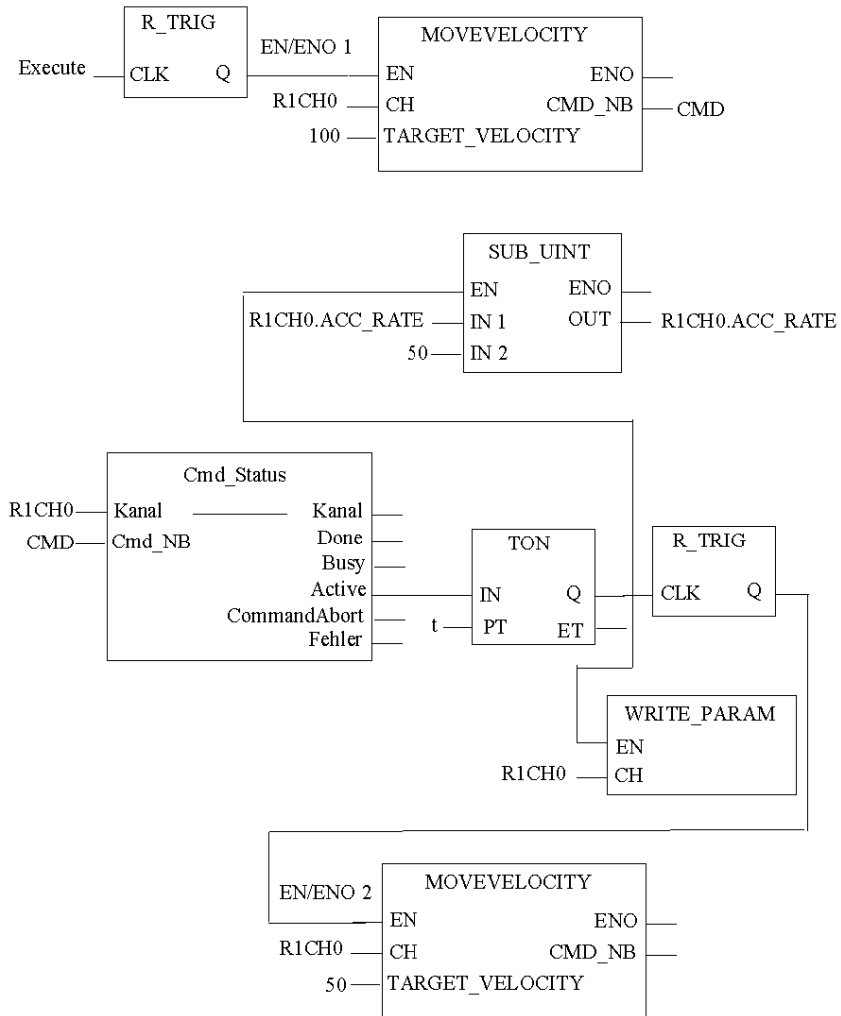 R_TRIG
Execute
CLK Q
EN/ENO 1
MOVEVELOCITY
EN ENO
R1CH0 CH CMD_NB CMD
100 TARGET_VELOCITY
SUB_UINT
EN ENO
R1CH0.ACC_RATE IN 1 OUT R1CH0.ACC_RATE
50 IN 2
Cmd_Status
R1CH0 Kanal Kanal
CMD Cmd_NB Done
Busy
Active
CommandAbort
Fehler
TON
IN Q
t PT ET
R_TRIG
CLK Q
WRITE_PARAM
EN
R1CH0 CH
EN/ENO 2
MOVEVELOCITY
EN ENO
R1CH0 CH CMD_NB
50 TARGET_VELOCITY